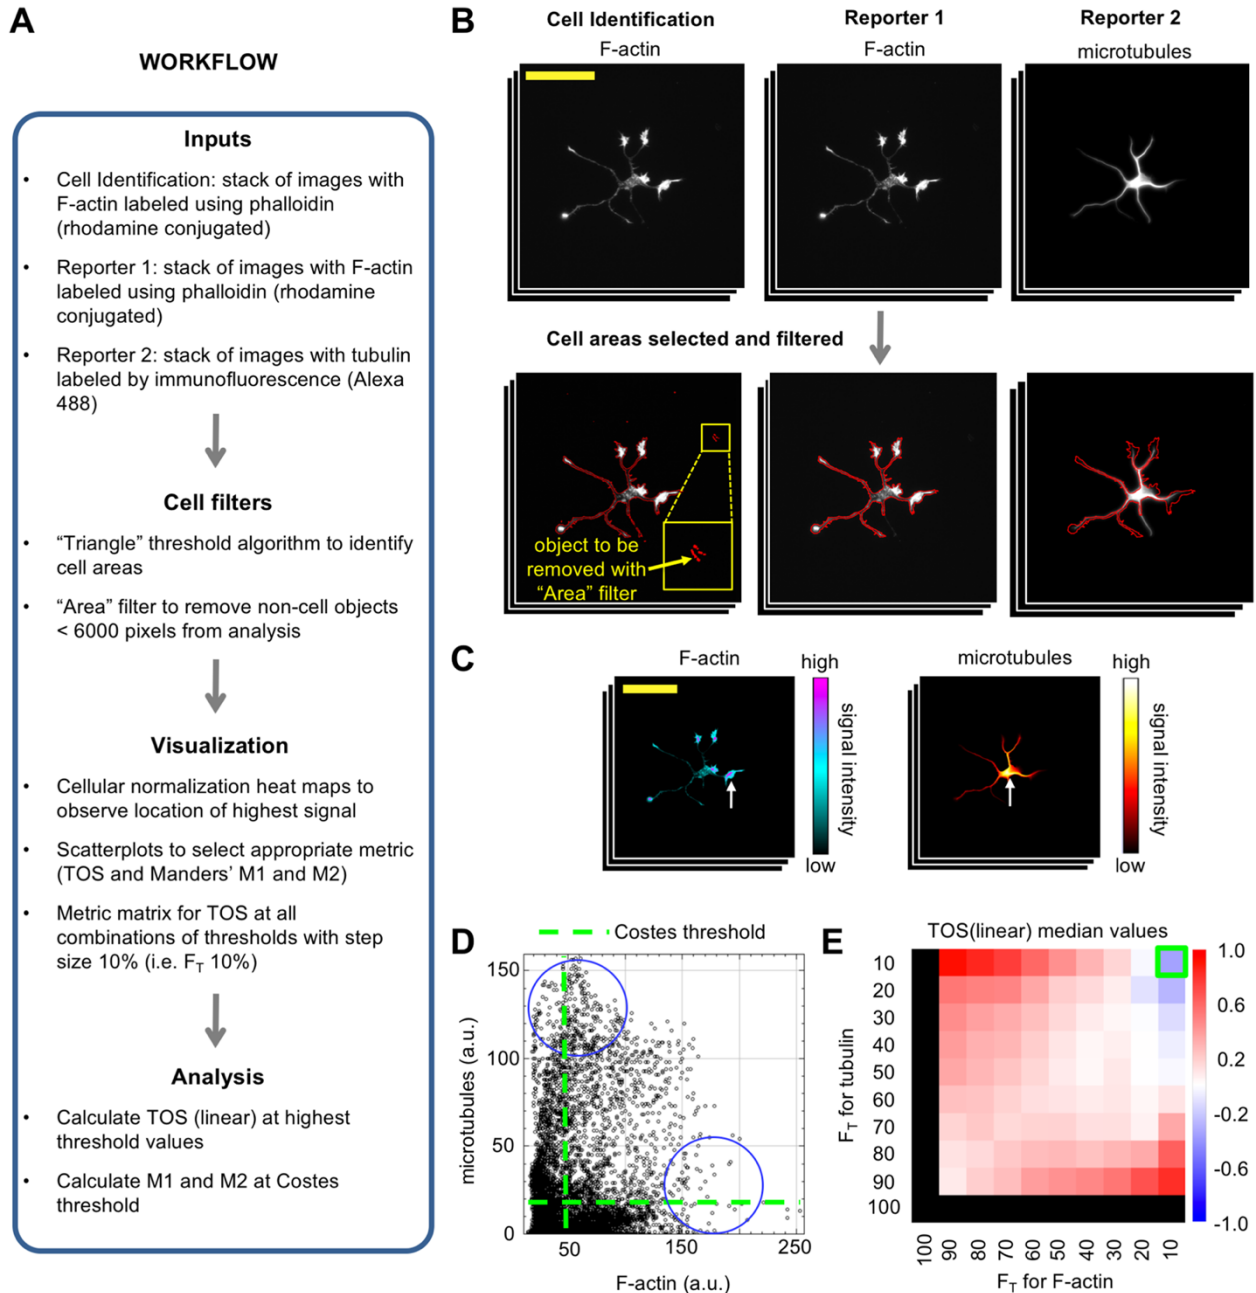 A
WORKFLOW
Inputs
• Cell Identification: stack of images with
F-actin labeled using phalloidin
(rhodamine conjugated)
• Reporter 1: stack of images with F-actin
labeled using phalloidin (rhodamine
conjugated)
• Reporter 2: stack of images with tubulin
labeled by immunofluorescence (Alexa
488)
Cell filters
• “Triangle” threshold algorithm to identify
cell areas
• “Area” filter to remove non-cell objects
< 6000 pixels from analysis
Visualization
• Cellular normalization heat maps to
observe location of highest signal
• Scatterplots to select appropriate metric
(TOS and Manders’ M1 and M2)
• Metric matrix for TOS at all
combinations of thresholds with step
size 10% (i.e. FT 10%)
Analysis
• Calculate TOS (linear) at highest
threshold values
• Calculate M1 and M2 at Costes
threshold
B
Cell Identification
F-actin
Reporter 1
F-actin
Reporter 2
microtubules
Cell areas selected and filtered
object to be
removed with
“Area” filter
C
F-actin
high
signal intensity
low
microtubules
high
signal intensity
low
D
Costes threshold
microtubules (a.u.)
150
100
50
0
50 150 250
F-actin (a.u.)
E
TOS(linear) median values
FT for tubulin
10
20
30
40
50
60
70
80
90
100
100 90 80 70 60 50 40 30 20 10
FT for F-actin
1.0
0.6
0.2
-0.2
-0.6
-1.0